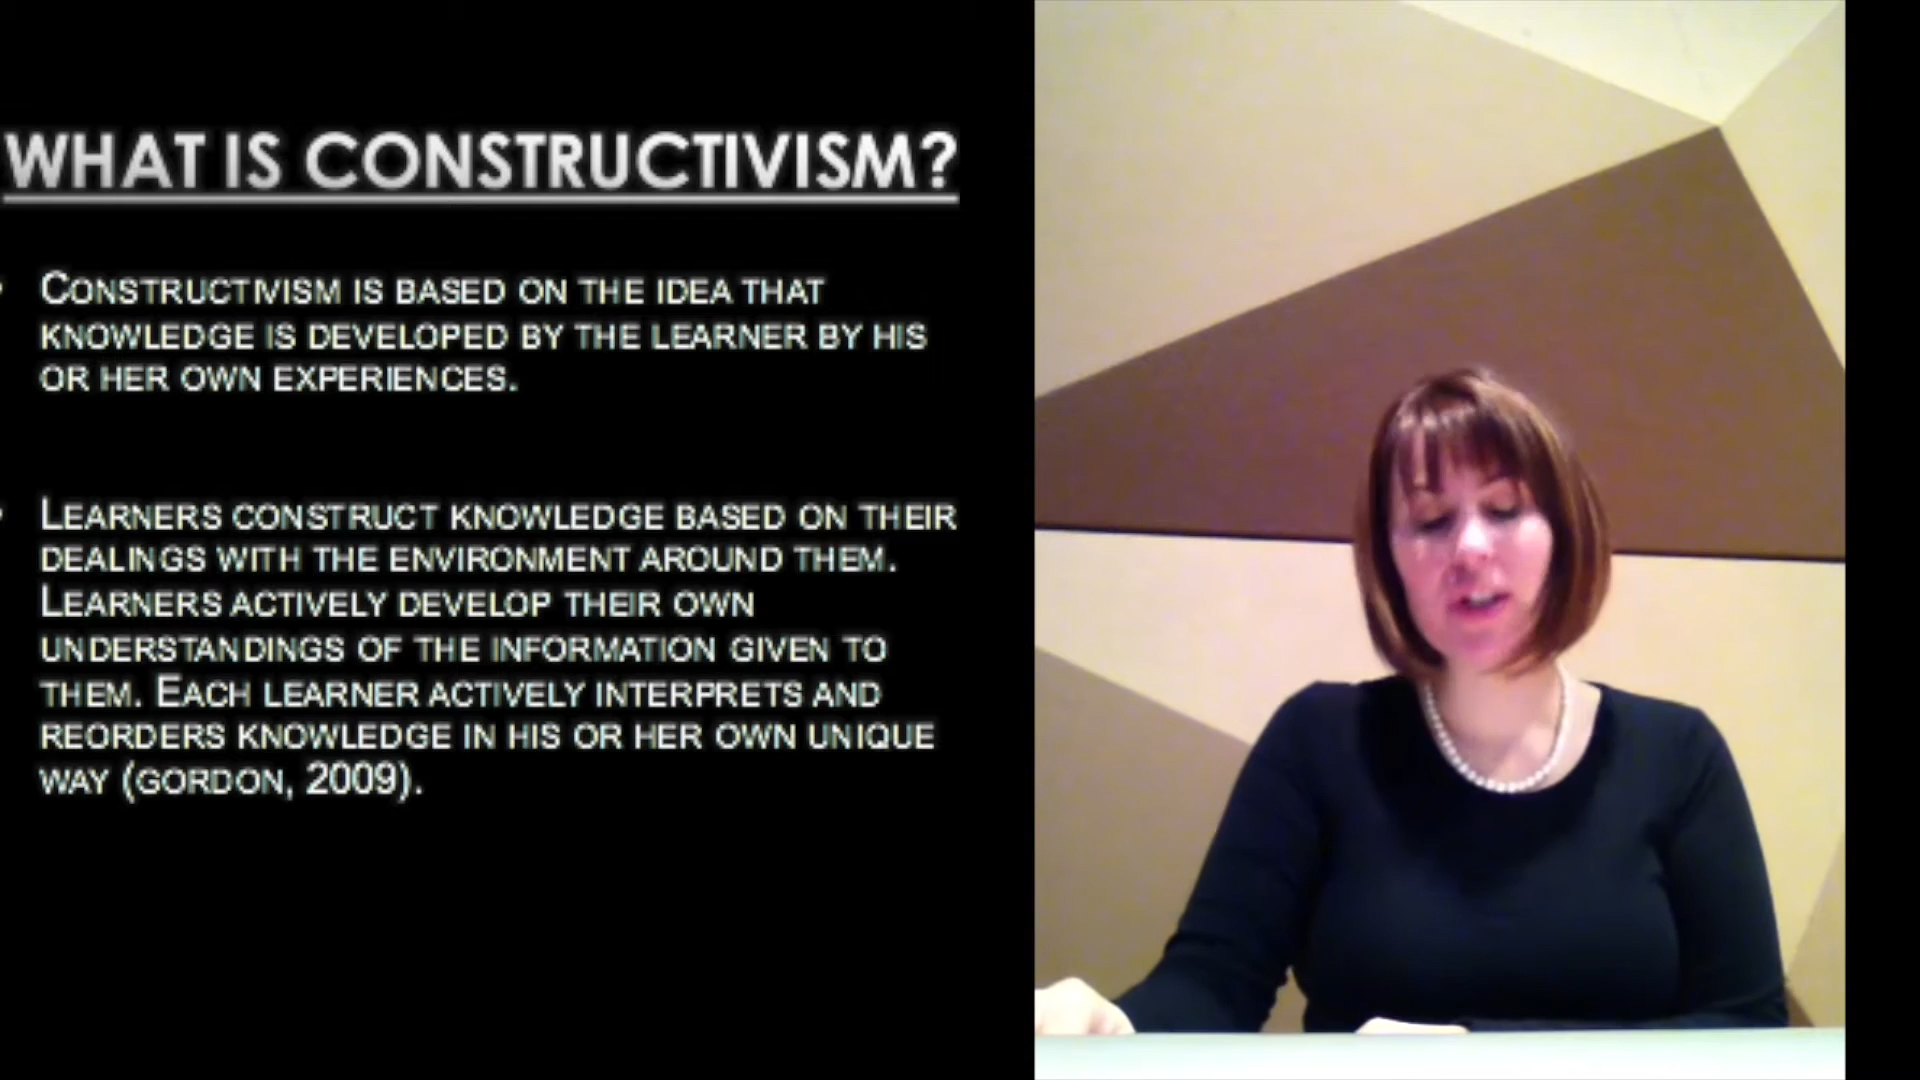 WHAT IS CONSTRUCTIVISM?
• CONSTRUCTIVISM IS BASED ON THE IDEA THAT
KNOWLEDGE IS DEVELOPED BY THE LEARNER BY HIS
OR HER OWN EXPERIENCES.
• LEARNERS CONSTRUCT KNOWLEDGE BASED ON THEIR
DEALINGS WITH THE ENVIRONMENT AROUND THEM.
LEARNERS ACTIVELY DEVELOP THEIR OWN
UNDERSTANDINGS OF THE INFORMATION GIVEN TO
THEM. EACH LEARNER ACTIVELY INTERPRETS AND
REORDERS KNOWLEDGE IN HIS OR HER OWN UNIQUE
WAY (GORDON, 2009).